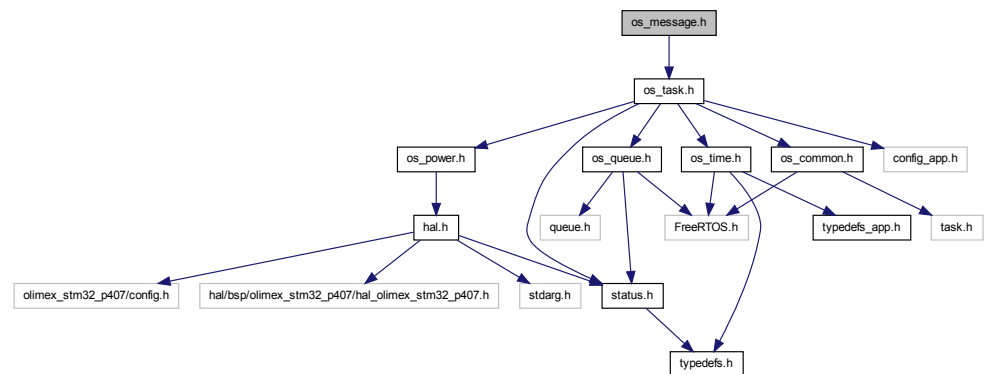 os_message.h
os_task.h
os_power.h
os_queue.h
os_time.h
os_common.h
config_app.h
hal.h
queue.h
FreeRTOS.h
typedefs_app.h
task.h
olimex_stm32_p407/config.h
hal/bsp/olimex_stm32_p407/hal_olimex_stm32_p407.h
stdarg.h
status.h
typedefs.h